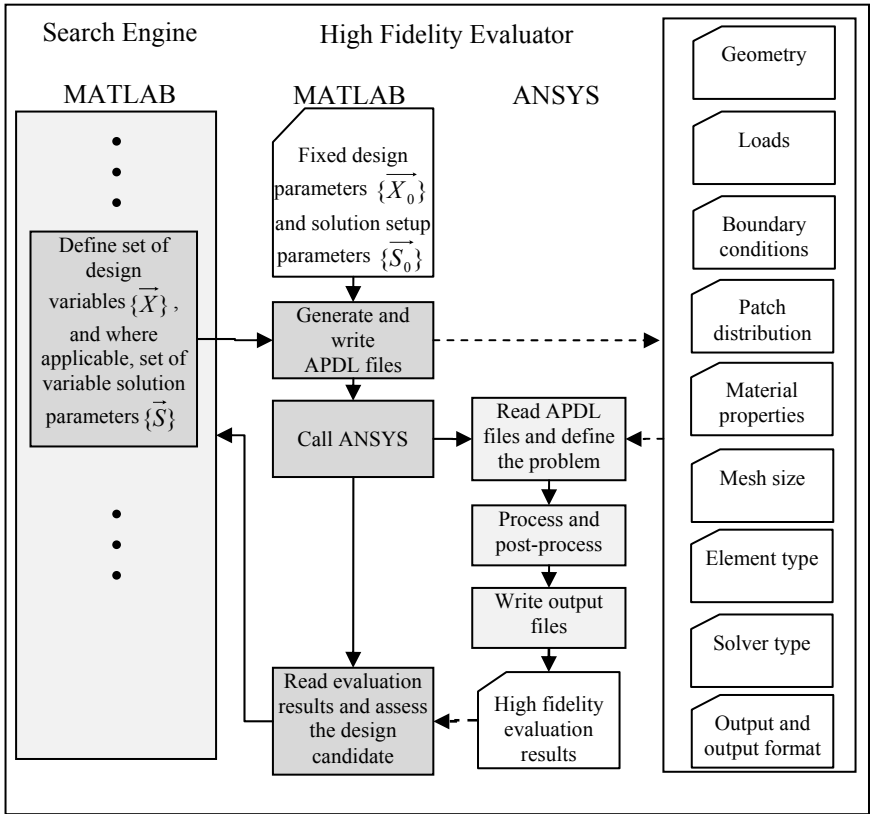 Search Engine
High Fidelity Evaluator
MATLAB
MATLAB
ANSYS
Define set of
design
variables {X} ,
and where
applicable, set of
variable solution
parameters {S}
Fixed design
parameters {X0}
and solution setup
parameters {S0}
Generate and
write
APDL files
Call ANSYS
Read evaluation
results and assess
the design
candidate
Read APDL
files and define
the problem
Process and
post-process
Write output
files
High fidelity
evaluation
results
Geometry
Loads
Boundary
conditions
Patch
distribution
Material
properties
Mesh size
Element type
Solver type
Output and
output format